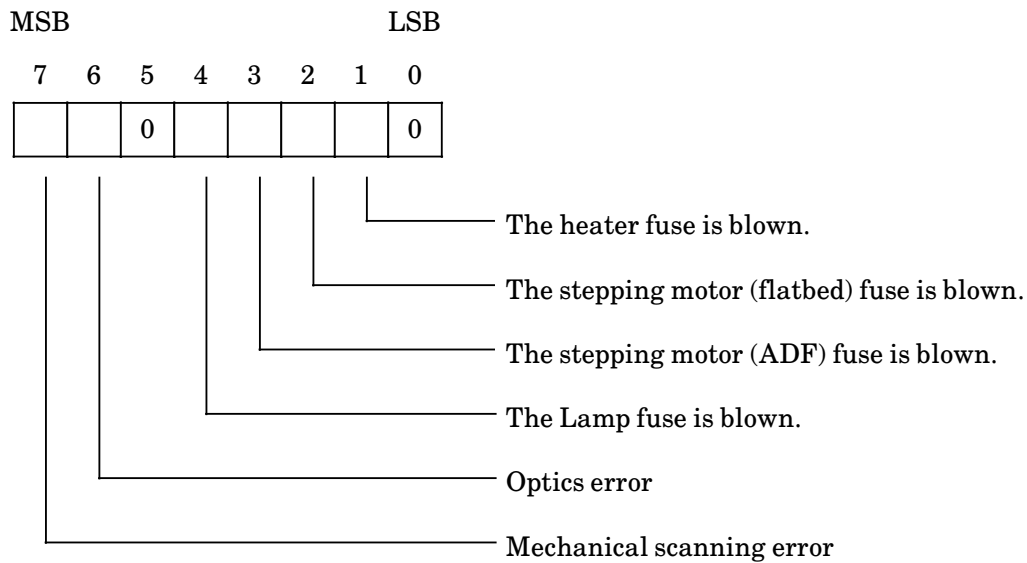 MSB LSB
7 6 5 4 3 2 1 0
0 0
The heater fuse is blown.
The stepping motor (flatbed) fuse is blown.
The stepping motor (ADF) fuse is blown.
The Lamp fuse is blown.
Optics error
Mechanical scanning error